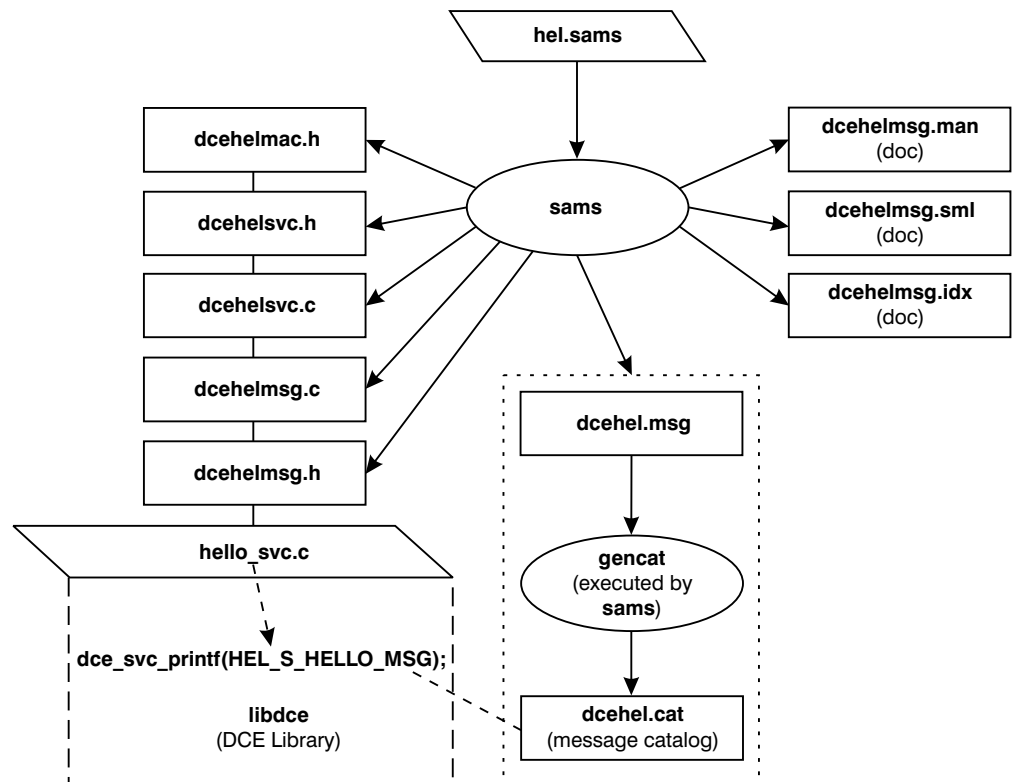 hel.sams
sams
dcehelmac.h
dcehelsvc.h
dcehelsvc.c
dcehelmsg.c
dcehelmsg.h
hello_svc.c
dce_svc_printf(HEL_S_HELLO_MSG);
libdce
(DCE Library)
dcehelmsg.man
(doc)
dcehelmsg.sml
(doc)
dcehelmsg.idx
(doc)
dcehel.msg
gencat
(executed by
sams)
dcehel.cat
(message catalog)